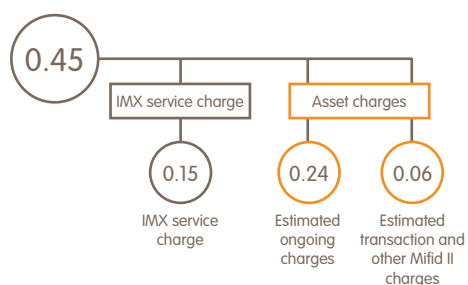 0.45
IMX service charge
Asset charges
0.15
0.24
0.06
IMX service
charge
Estimated
ongoing
charges
Estimated
transaction and
other Mifid II
charges